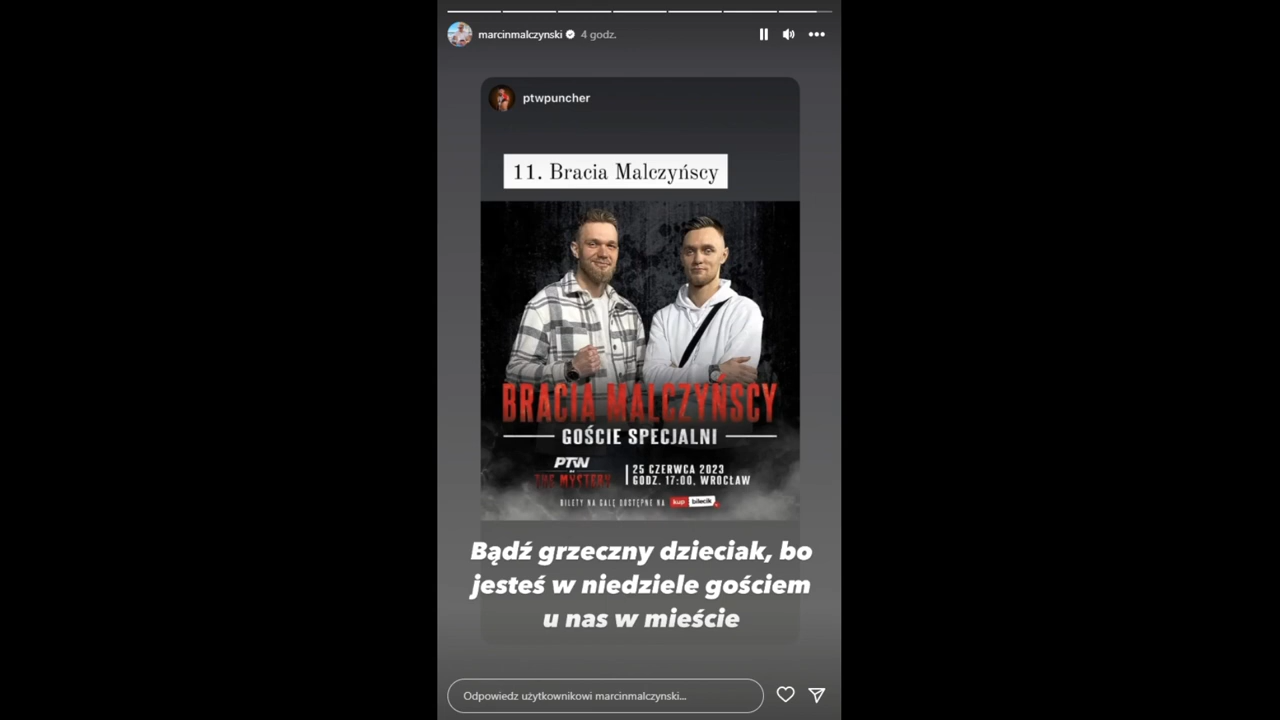 marcinmalczynski 4 godz.
ptwpuncher
11. Bracia Malczyńscy
BRACIA MALCZYŃSCY
GOŚCIE SPECJALNI
PTW
THE MYSTERY
25 CZERWCA 2023
GODZ. 17:00, WROCŁAW
BILETY NA GALĘ DOSTĘPNE NA kup bilecik
Bądź grzeczny dzieciak, bo
jesteś w niedziele gościem
u nas w mieście
Odpowiedz użytkownikowi marcinmalczynski...